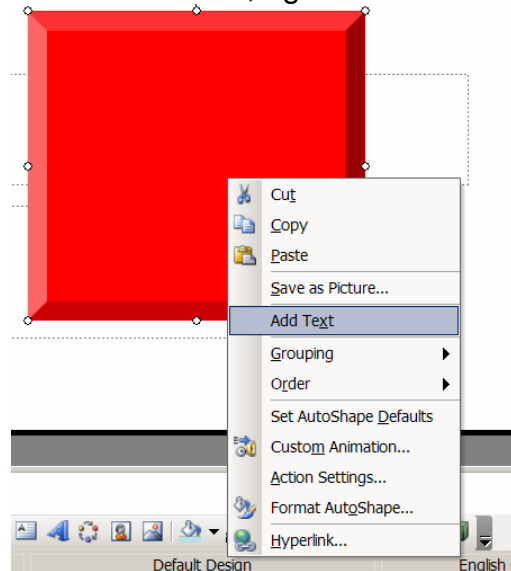 Cut
Copy
Paste
Save as Picture...
Add Text
Grouping
Order
Set AutoShape Defaults
Custom Animation...
Action Settings...
Format AutoShape...
Hyperlink...
Default Design
English